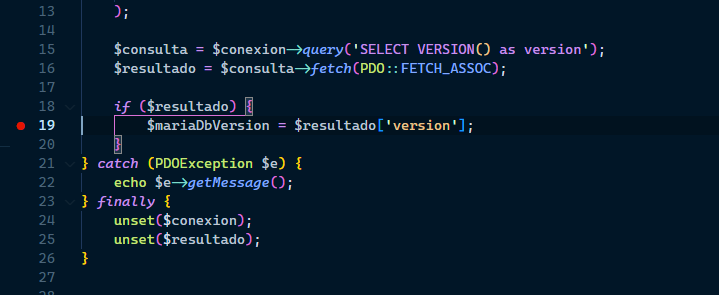 13 );
14
15 $consulta = $conexion->query('SELECT VERSION() as version');
16 $resultado = $consulta->fetch(PDO::FETCH_ASSOC);
17
18 if ($resultado) {
19 $mariaDbVersion = $resultado['version'];
20 }
21 } catch (PDOException $e) {
22 echo $e->getMessage();
23 } finally {
24 unset($conexion);
25 unset($resultado);
26 }
27
28